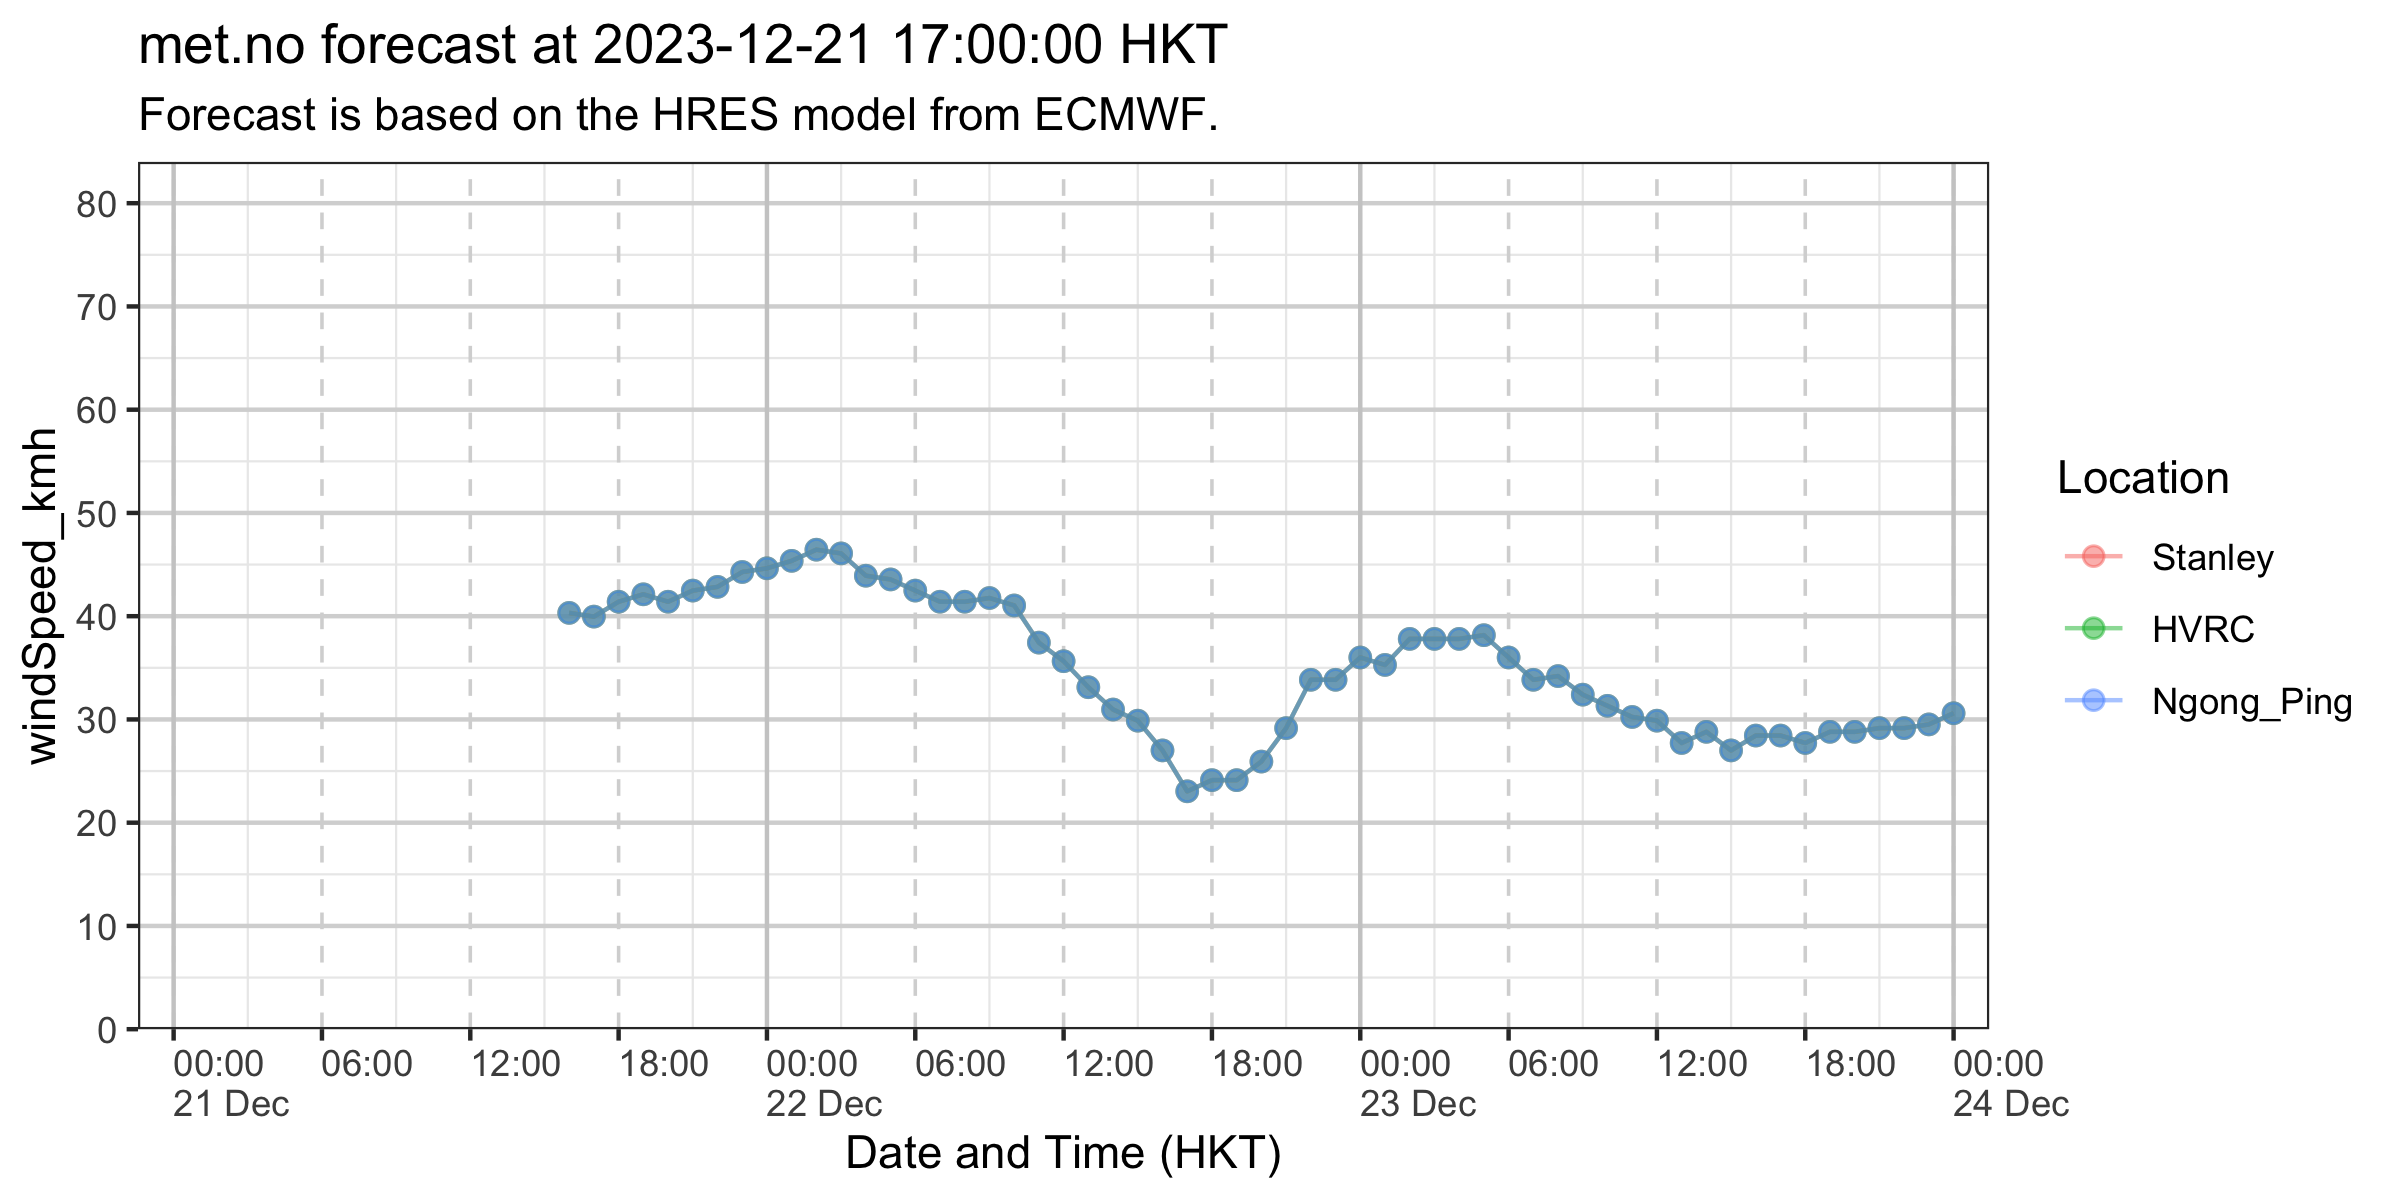 met.no forecast at 2023-12-21 17:00:00 HKT
Forecast is based on the HRES model from ECMWF.
windSpeed_kmh
80
70
60
50
40
30
20
10
0
00:00 06:00 12:00 18:00 00:00 06:00 12:00 18:00 00:00 06:00 12:00 18:00 00:00
21 Dec 22 Dec 23 Dec 24 Dec
Date and Time (HKT)
Location
Stanley
HVRC
Ngong_Ping